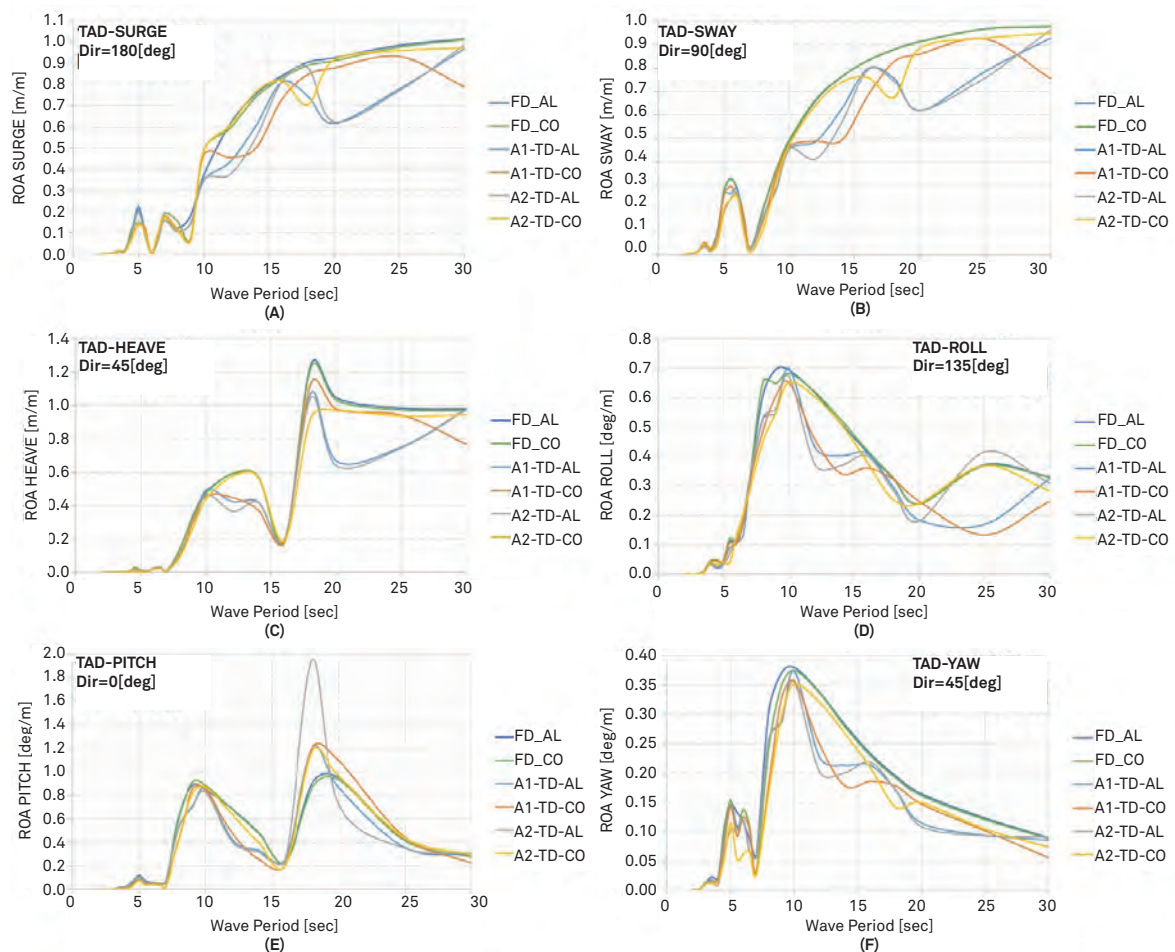 TAD-SURGE
Dir=180[deg]
ROA SURGE [m/m]
1.1
1.0
0.9
0.8
0.7
0.6
0.5
0.4
0.3
0.2
0.1
0.0
0 5 10 15 20 25 30
Wave Period [sec]
(A)
FD_AL
FD_CO
A1-TD-AL
A1-TD-CO
A2-TD-AL
A2-TD-CO
TAD-SWAY
Dir=90[deg]
ROA SWAY [m/m]
1.0
0.9
0.8
0.7
0.6
0.5
0.4
0.3
0.2
0.1
0.0
0 5 10 15 20 25 30
Wave Period [sec]
(B)
FD_AL
FD_CO
A1-TD-AL
A1-TD-CO
A2-TD-AL
A2-TD-CO
TAD-HEAVE
Dir=45[deg]
ROA HEAVE [m/m]
1.4
1.2
1.0
0.8
0.6
0.4
0.2
0.0
0 5 10 15 20 25 30
Wave Period [sec]
(C)
FD_AL
FD_CO
A1-TD-AL
A1-TD-CO
A2-TD-AL
A2-TD-CO
TAD-ROLL
Dir=135[deg]
ROA ROLL [deg/m]
0.8
0.7
0.6
0.5
0.4
0.3
0.2
0.1
0.0
0 5 10 15 20 25 30
Wave Period [sec]
(D)
FD_AL
FD_CO
A1-TD-AL
A1-TD-CO
A2-TD-AL
A2-TD-CO
TAD-PITCH
Dir=0[deg]
ROA PITCH [deg/m]
2.0
1.8
1.6
1.4
1.2
1.0
0.8
0.6
0.4
0.2
0.0
0 5 10 15 20 25 30
Wave Period [sec]
(E)
FD_AL
FD_CO
A1-TD-AL
A1-TD-CO
A2-TD-AL
A2-TD-CO
TAD-YAW
Dir=45[deg]
ROA YAW [deg/m]
0.40
0.35
0.30
0.25
0.20
0.15
0.10
0.05
0.00
0 5 10 15 20 25 30
Wave Period [sec]
(F)
FD_AL
FD_CO
A1-TD-AL
A1-TD-CO
A2-TD-AL
A2-TD-CO